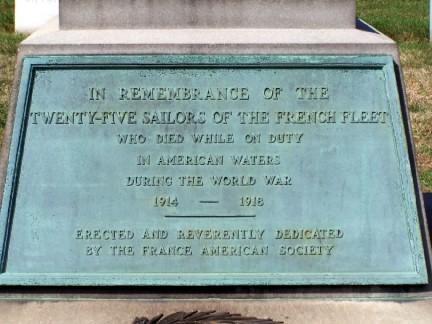 IN REMEMBRANCE OF THE
TWENTY-FIVE SAILORS OF THE FRENCH FLEET
WHO DIED WHILE ON DUTY
IN AMERICAN WATERS
DURING THE WORLD WAR
1914 — 1918
ERECTED AND REVERENTLY DEDICATED
BY THE FRANCE AMERICAN SOCIETY